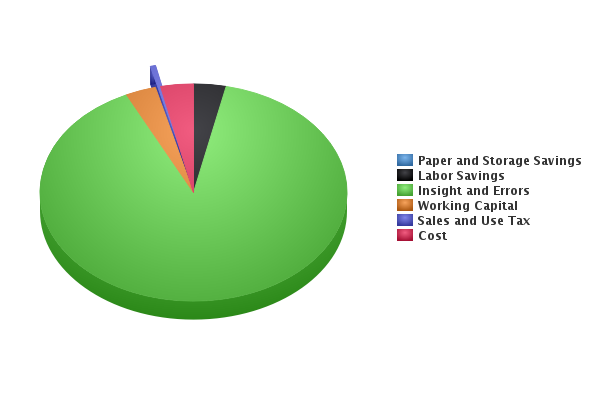 Paper and Storage Savings
Labor Savings
Insight and Errors
Working Capital
Sales and Use Tax
Cost